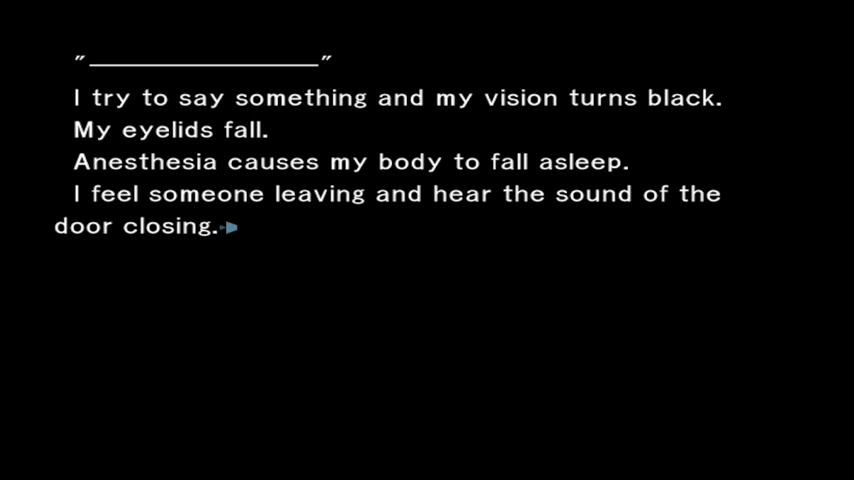 "——————————"
I try to say something and my vision turns black.
My eyelids fall.
Anesthesia causes my body to fall asleep.
I feel someone leaving and hear the sound of the
door closing.